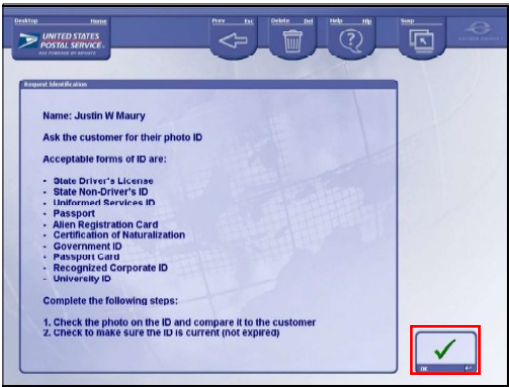 Desktop Home
Prev Esc
Delete Del
Help Hlp
Swap
UNITED STATES
POSTAL SERVICE
Request Identification
Name: Justin W Maury
Ask the customer for their photo ID
Acceptable forms of ID are:
- State Driver's License
- State Non-Driver's ID
- Uniformed Services ID
- Passport
- Alien Registration Card
- Certification of Naturalization
- Government ID
- Passport Card
- Recognized Corporate ID
- University ID
Complete the following steps:
1. Check the photo on the ID and compare it to the customer
2. Check to make sure the ID is current (not expired)
OK